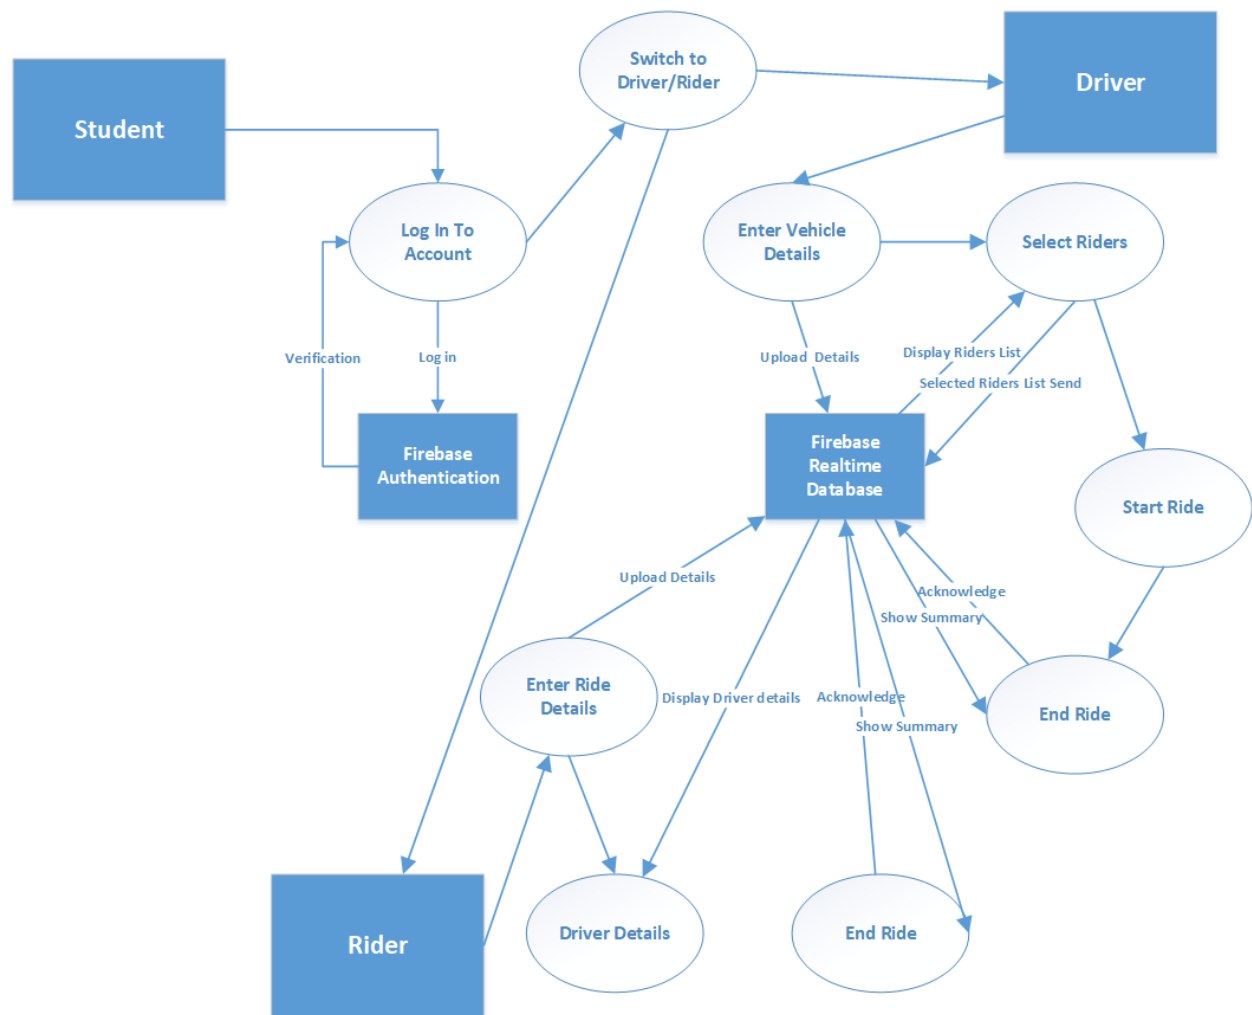 Switch to
Driver/Rider
Driver
Student
Log In To
Account
Enter Vehicle
Details
Select Riders
Verification
Log in
Upload Details
Display Riders List
Selected Riders List Send
Firebase
Authentication
Firebase
Realtime
Database
Start Ride
Upload Details
Acknowledge
Show Summary
Enter Ride
Details
Display Driver details
Acknowledge
Show Summary
End Ride
Rider
Driver Details
End Ride